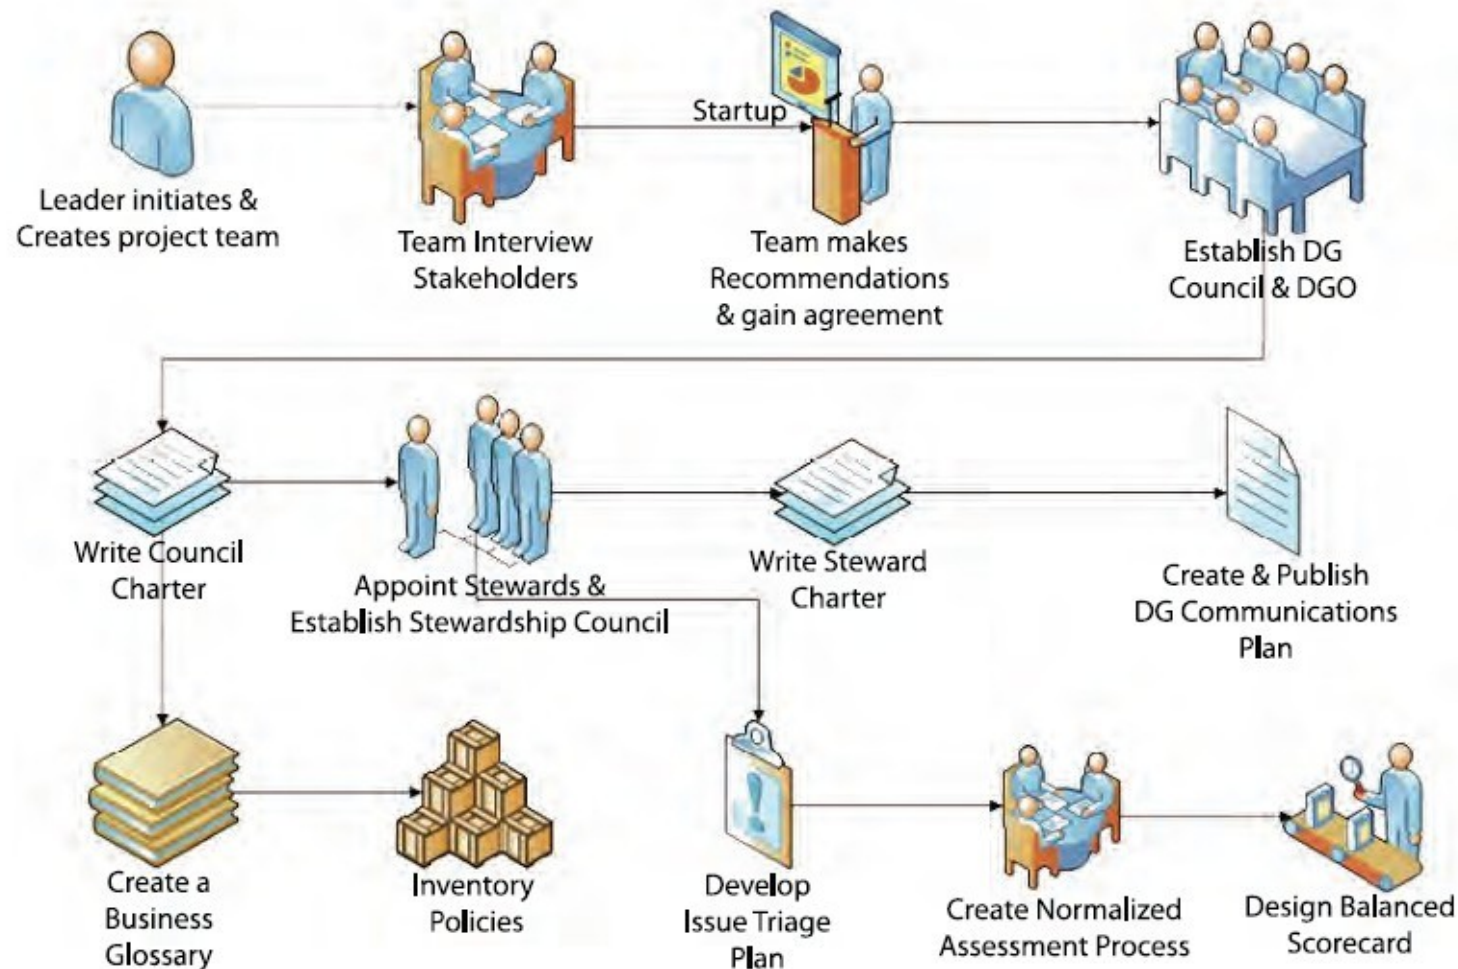 Leader initiates &
Creates project team
Team Interview
Stakeholders
Startup
Team makes
Recommendations
& gain agreement
Establish DG
Council & DGO
Write Council
Charter
Appoint Stewards &
Establish Stewardship Council
Write Steward
Charter
Create & Publish
DG Communications
Plan
Create a
Business
Glossary
Inventory
Policies
Develop
Issue Triage
Plan
Create Normalized
Assessment Process
Design Balanced
Scorecard